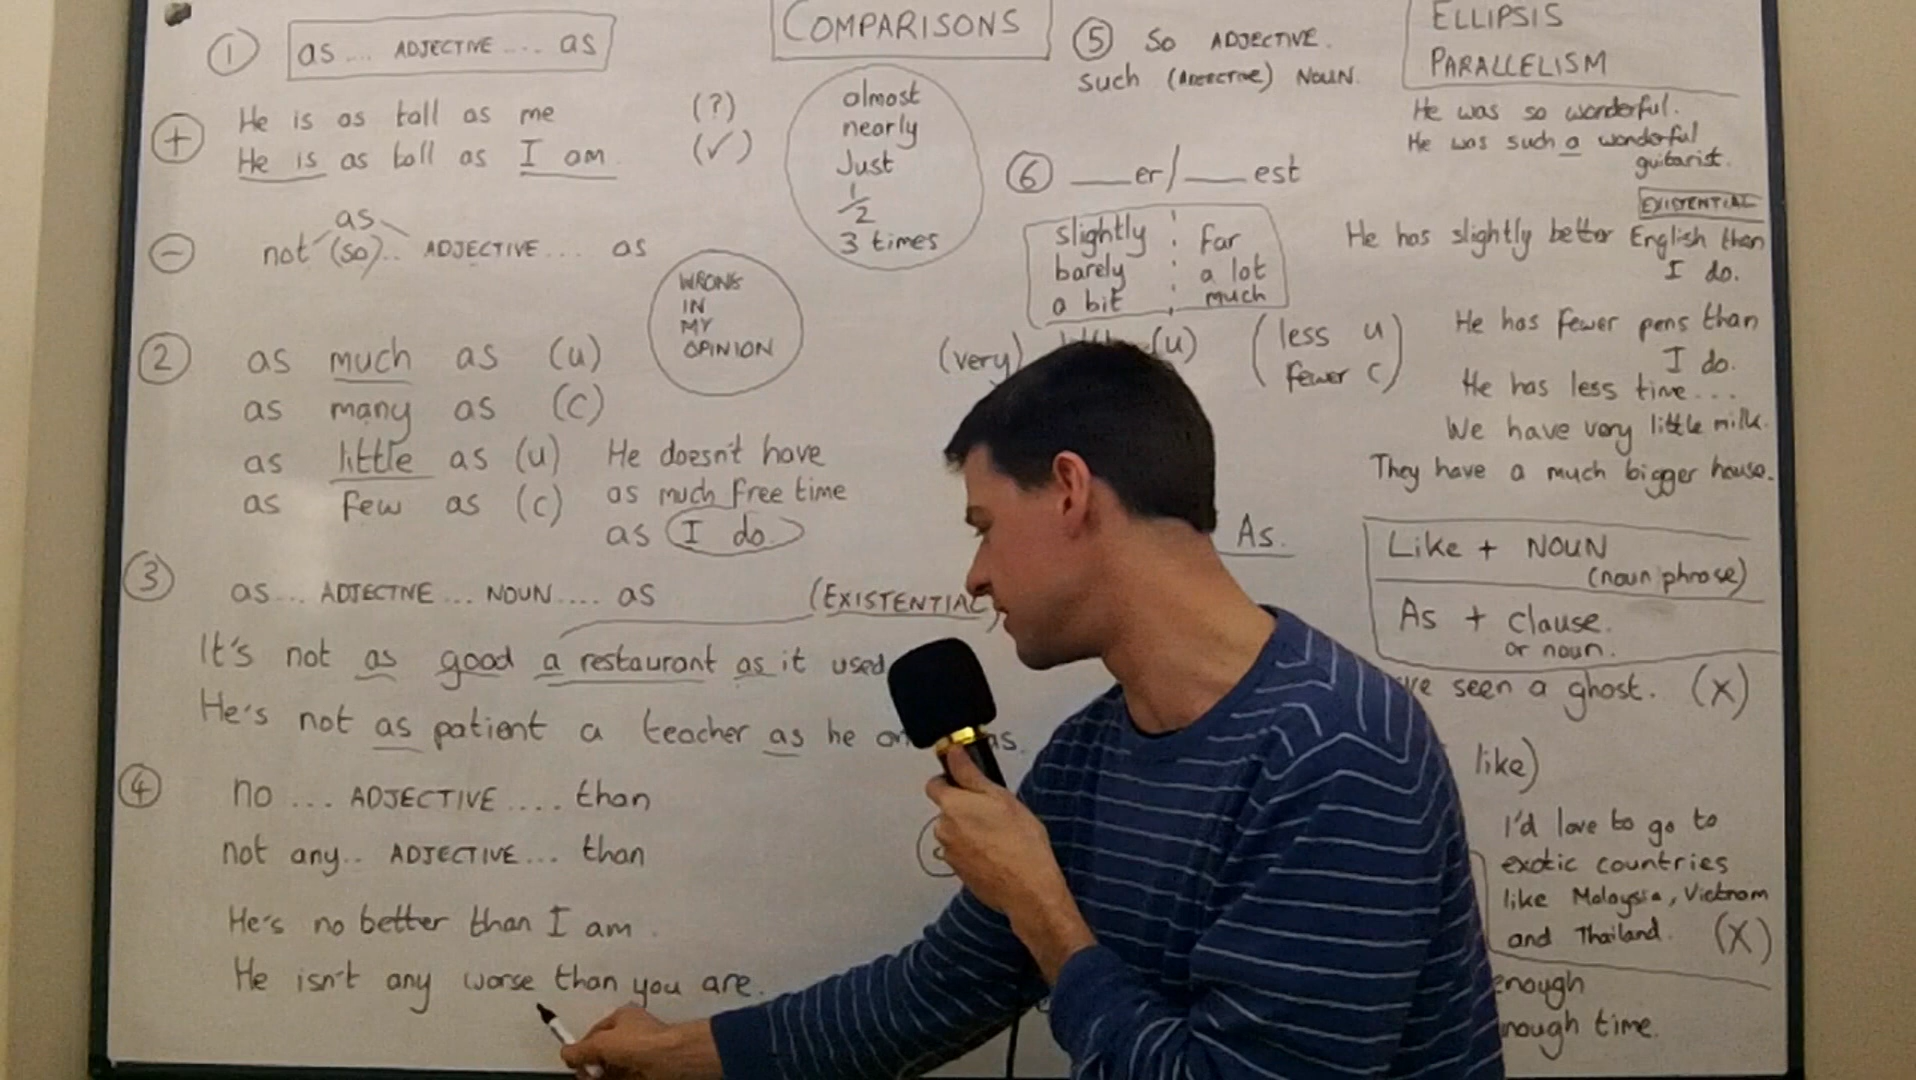 COMPARISONS
① as ... ADJECTIVE .... as
+ He is as tall as me (?)
He is as tall as I am. (✓)
as
- not (so).. ADJECTIVE .... as
almost
nearly
Just
1/2
3 times
WRONG
IN
MY
OPINION
② as much as (u)
as many as (c)
as little as (u)
as few as (c)
He doesn't have
as much free time
as I do.
③ as ... ADJECTIVE ... NOUN .... as (EXISTENTIAL)
It's not as good a restaurant as it used
He's not as patient a teacher as he
④ no ... ADJECTIVE .... than
not any.. ADJECTIVE ... than
He's no better than I am.
He isn't any worse than you are.
⑤ So ADJECTIVE.
such (ADJECTIVE) NOUN.
⑥ ___er/___est
slightly far
barely a lot
a bit much
(very) (u) (less u
fewer c)
As.
ELLIPSIS
PARALLELISM
He was so wonderful.
He was such a wonderful
guitarist.
EXISTENTIAL
He has slightly better English than
I do.
He has fewer pens than
I do.
He has less time...
We have very little milk.
They have a much bigger house.
Like + NOUN
(noun phrase)
As + clause.
or noun.
seen a ghost. (X)
like)
I'd love to go to
exotic countries
like Malaysia, Vietnam
and Thailand. (X)
enough
time.